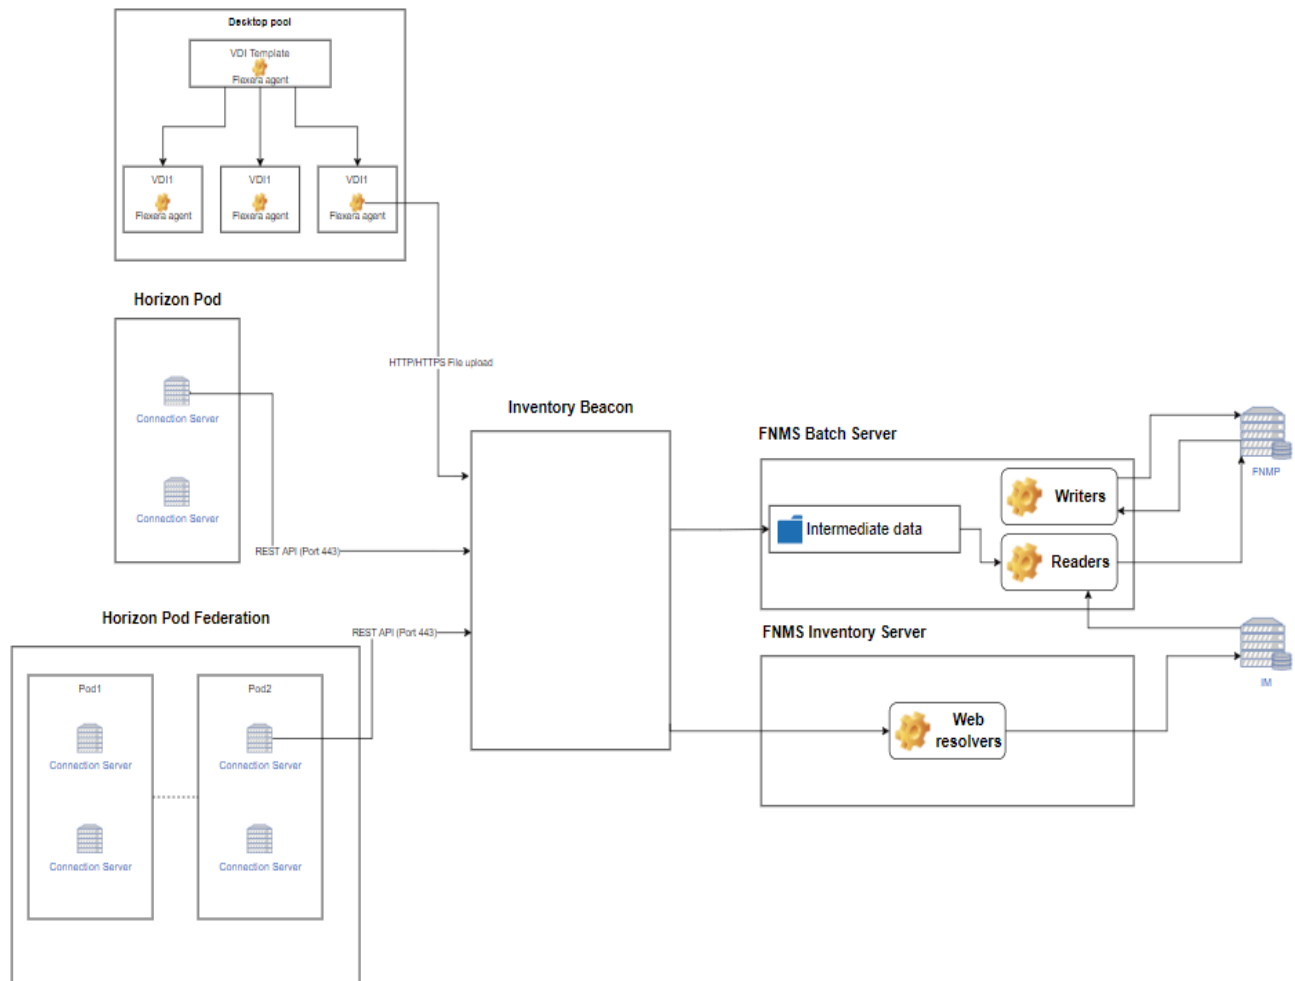 Desktop pool
VDI Template
Flexera agent
VDI1
Flexera agent
VDI1
Flexera agent
VDI1
Flexera agent
Horizon Pod
Connection Server
Connection Server
HTTP/HTTPS File upload
REST API (Port 443)
Horizon Pod Federation
REST API (Port 443)
Pod1
Connection Server
Connection Server
Pod2
Connection Server
Connection Server
Inventory Beacon
FNMS Batch Server
Intermediate data
Writers
Readers
FNMP
FNMS Inventory Server
Web
resolvers
IM